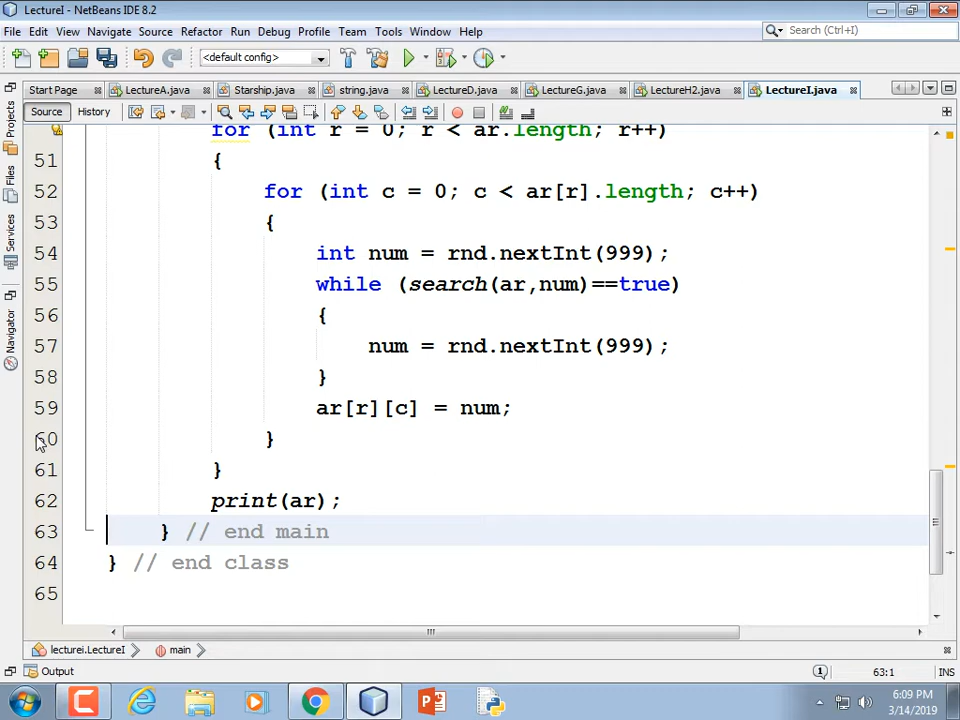 LectureI - NetBeans IDE 8.2
File Edit View Navigate Source Refactor Run Debug Profile Team Tools Window Help
Search (Ctrl+I)
<default config>
Start Page LectureA.java Starship.java string.java LectureD.java LectureG.java LectureH2.java LectureI.java
Source History
for (int r = 0; r < ar.length; r++)
51 {
52 for (int c = 0; c < ar[r].length; c++)
53 {
54 int num = rnd.nextInt(999);
55 while (search(ar,num)==true)
56 {
57 num = rnd.nextInt(999);
58 }
59 ar[r][c] = num;
60 }
61 }
62 print(ar);
63 } // end main
64 } // end class
65
Projects
Files
Services
Navigator
lecturei.LectureI main
Output
1
63:1
INS
6:09 PM
3/14/2019